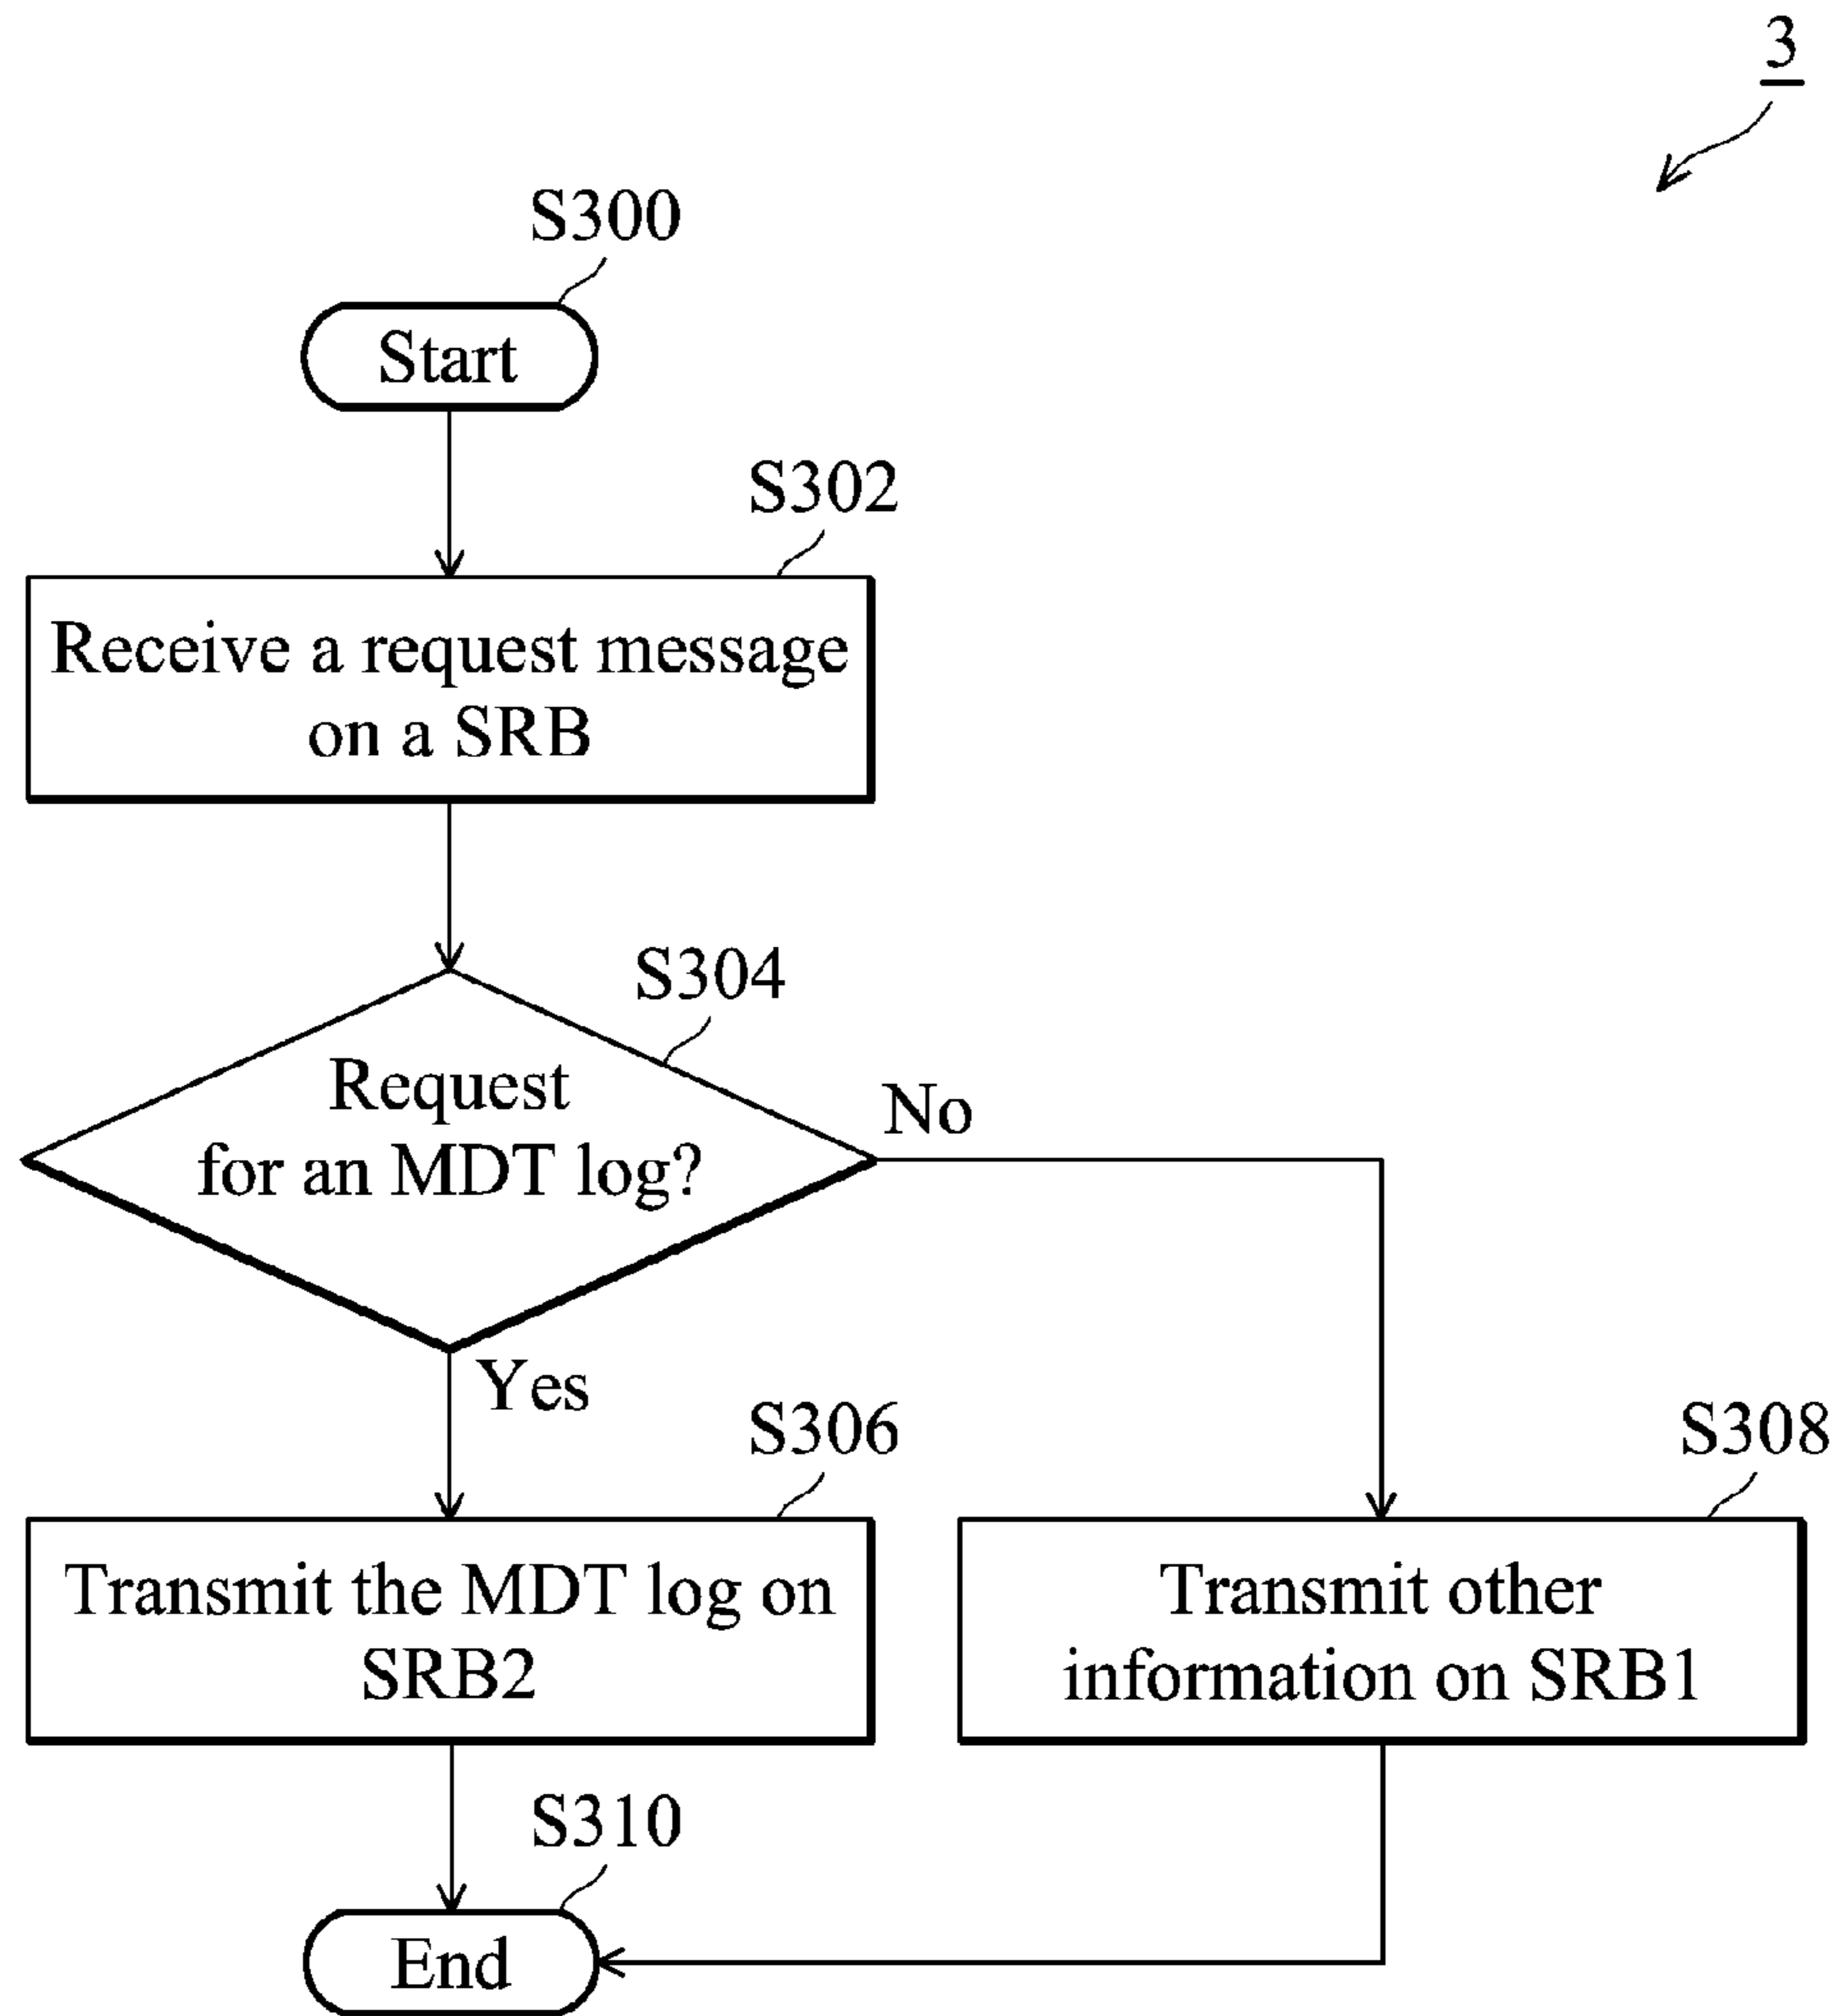 3
S300
Start
S302
Receive a request message
on a SRB
S304
Request
for an MDT log?
No
Yes
S306
Transmit the MDT log on
SRB2
S308
Transmit other
information on SRB1
S310
End